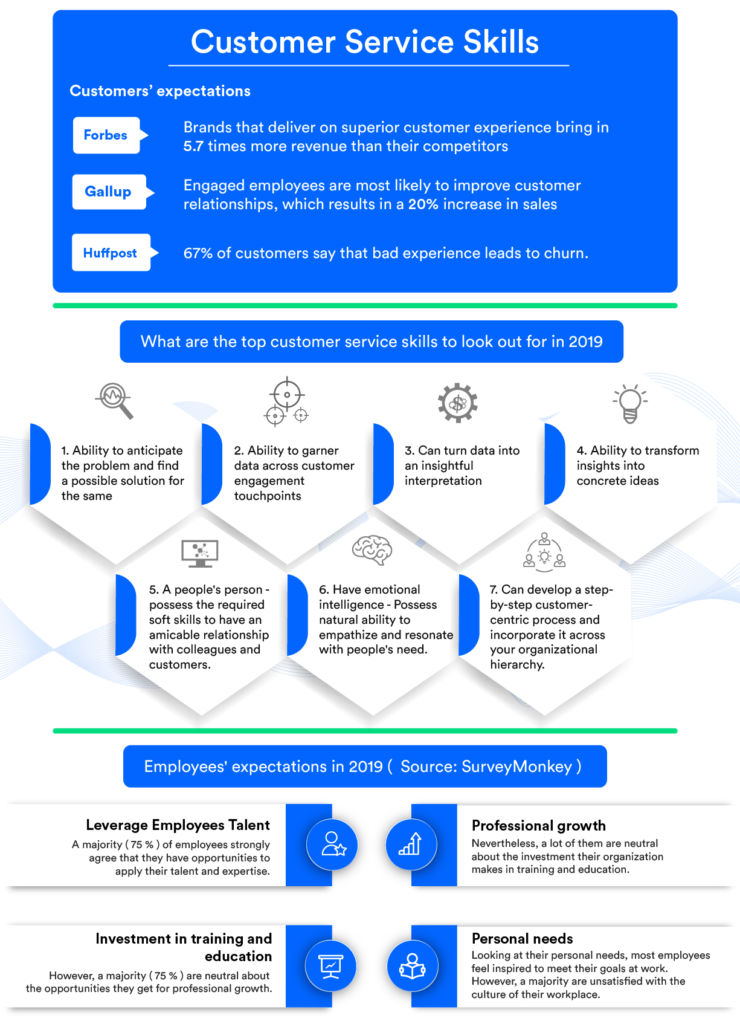 Customer Service Skills
Customers' expectations
Forbes
Brands that deliver on superior customer experience bring in
5.7 times more revenue than their competitors
Gallup
Engaged employees are most likely to improve customer
relationships, which results in a 20% increase in sales
Huffpost
67% of customers say that bad experience leads to churn.
What are the top customer service skills to look out for in 2019
1. Ability to anticipate
the problem and find
a possible solution for
the same
2. Ability to garner
data across customer
engagement
touchpoints
3. Can turn data into
an insightful
interpretation
4. Ability to transform
insights into
concrete ideas
5. A people's person -
possess the required
soft skills to have an
amicable relationship
with colleagues and
customers.
6. Have emotional
intelligence - Possess
natural ability to
empathize and resonate
with people's need.
7. Can develop a step-
by-step customer-
centric process and
incorporate it across
your organizational
hierarchy.
Employees' expectations in 2019 ( Source: SurveyMonkey )
Leverage Employees Talent
A majority ( 75 % ) of employees strongly
agree that they have opportunities to
apply their talent and expertise.
Professional growth
Nevertheless, a lot of them are neutral
about the investment their organization
makes in training and education.
Investment in training and
education
However, a majority ( 75 % ) are neutral about
the opportunities they get for professional growth.
Personal needs
Looking at their personal needs, most employees
feel inspired to meet their goals at work.
However, a majority are unsatisfied with the
culture of their workplace.